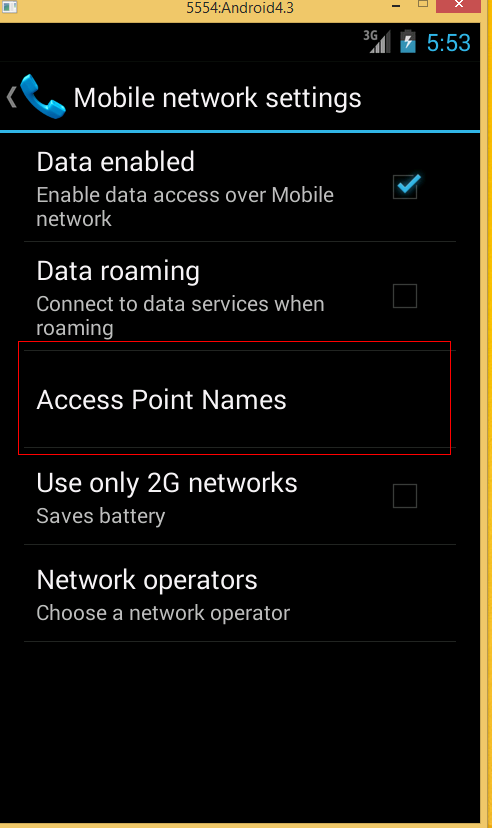 5554:Android4.3
3G 5:53
Mobile network settings
Data enabled
Enable data access over Mobile
network
Data roaming
Connect to data services when
roaming
Access Point Names
Use only 2G networks
Saves battery
Network operators
Choose a network operator